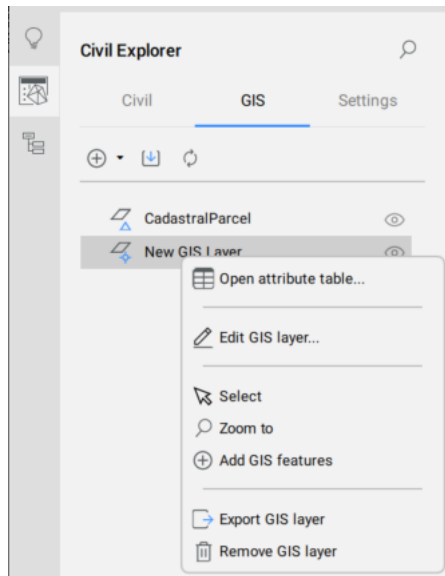 Civil Explorer
Civil GIS Settings
CadastralParcel
New GIS Layer
Open attribute table...
Edit GIS layer...
Select
Zoom to
Add GIS features
Export GIS layer
Remove GIS layer